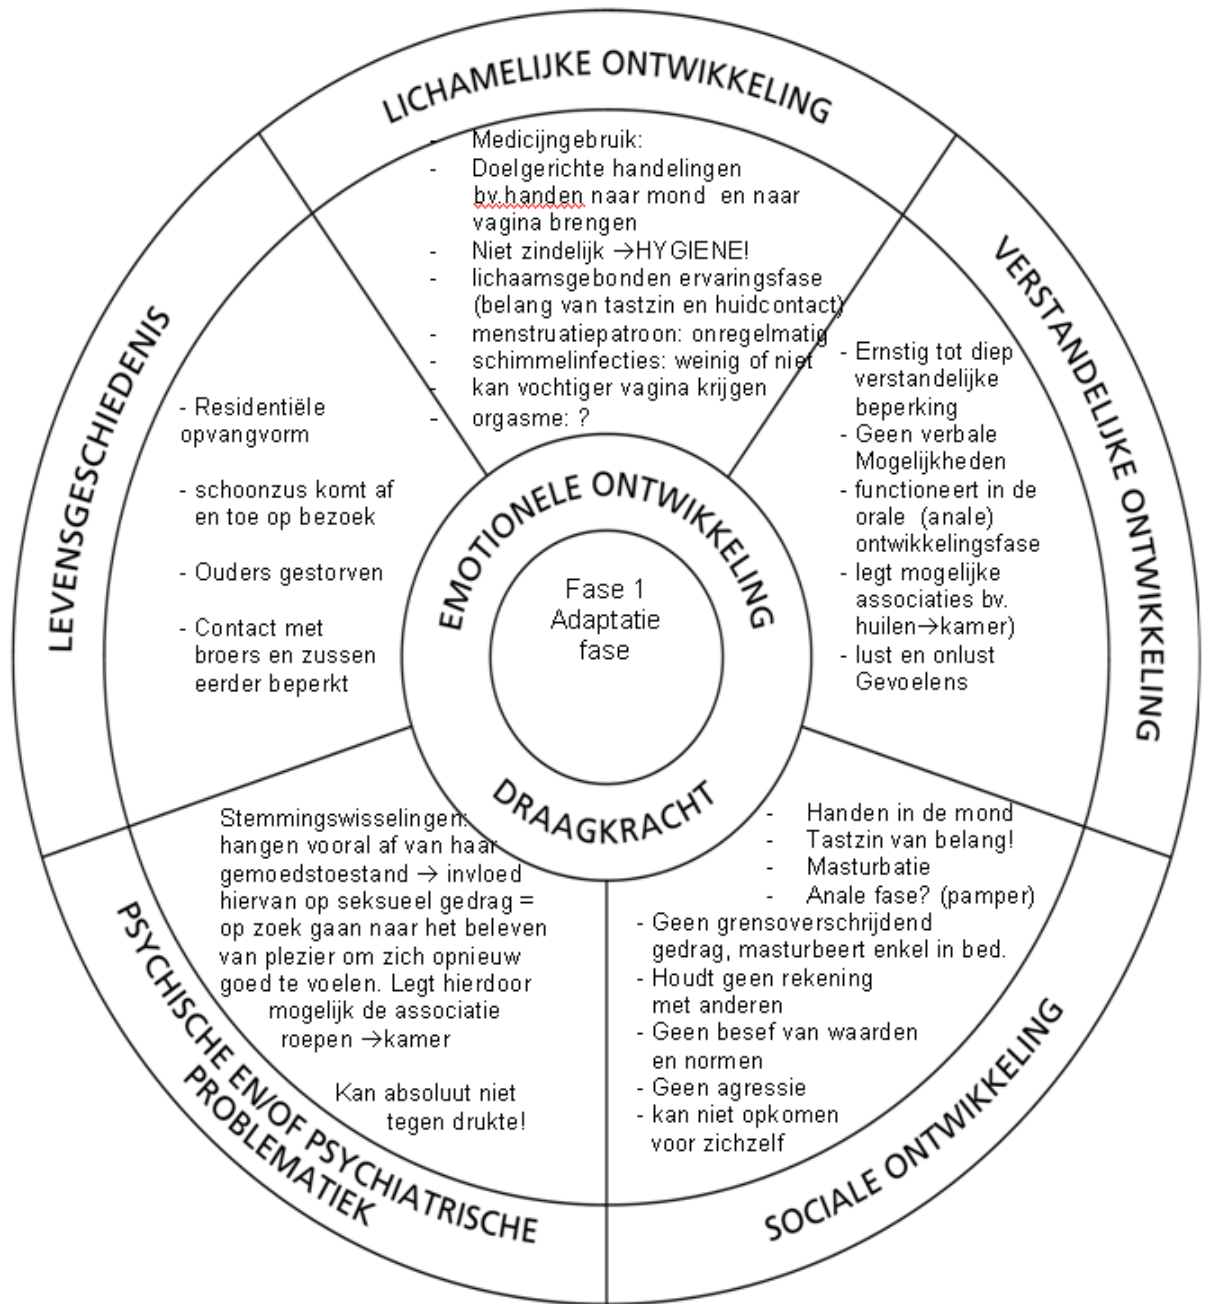 LICHAMELIJKE ONTWIKKELING
- Medicijngebruik:
- Doelgerichte handelingen
bv.handen naar mond en naar
vagina brengen
- Niet zindelijk →HYGIENE!
- lichaamsgebonden ervaringsfase
(belang van tastzin en huidcontact)
- menstruatiepatroon: onregelmatig
- schimmelinfecties: weinig of niet
- kan vochtiger vagina krijgen
- orgasme: ?
VERSTANDELIJKE ONTWIKKELING
- Ernstig tot diep
verstandelijke
beperking
- Geen verbale
Mogelijkheden
- functioneert in de
orale (anale)
ontwikkelingsfase
- legt mogelijke
associaties bv.
huilen→kamer)
- lust en onlust
Gevoelens
SOCIALE ONTWIKKELING
- Handen in de mond
- Tastzin van belang!
- Masturbatie
- Anale fase? (pamper)
- Geen grensoverschrijdend
gedrag, masturbeert enkel in bed.
- Houdt geen rekening
met anderen
- Geen besef van waarden
en normen
- Geen agressie
- kan niet opkomen
voor zichzelf
PSYCHISCHE EN/OF PSYCHIATRISCHE
PROBLEMATIEK
Stemmingswisselingen:
hangen vooral af van haar
gemoedstoestand → invloed
hiervan op seksueel gedrag =
op zoek gaan naar het beleven
van plezier om zich opnieuw
goed te voelen. Legt hierdoor
mogelijk de associatie
roepen →kamer
Kan absoluut niet
tegen drukte!
LEVENSGESCHIEDENIS
- Residentiële
opvangvorm
- schoonzus komt af
en toe op bezoek
- Ouders gestorven
- Contact met
broers en zussen
eerder beperkt
EMOTIONELE ONTWIKKELING
Fase 1
Adaptatie
fase
DRAAGKRACHT